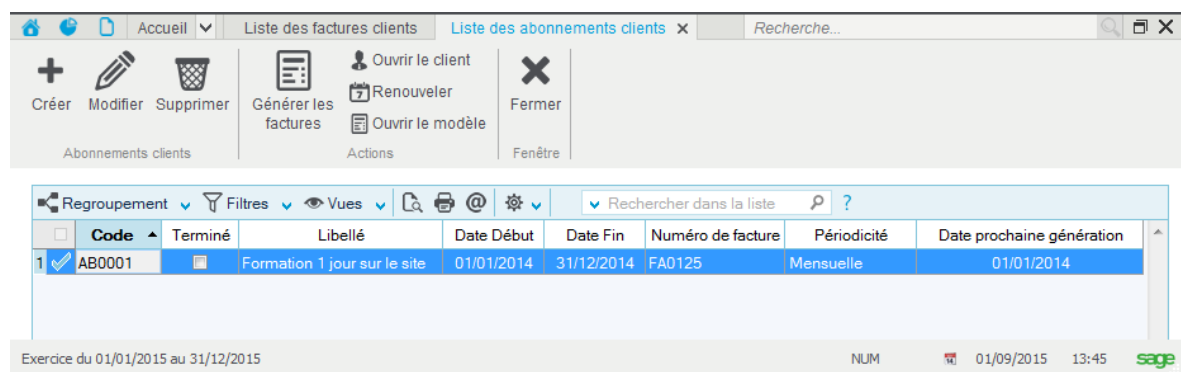 Accueil Liste des factures clients Liste des abonnements clients Recherche...
Ouvrir le client
Renouveler
Créer Modifier Supprimer Générer les factures Ouvrir le modèle Fermer
Abonnements clients Actions Fenêtre
Regroupement Filtres Vues @ Rechercher dans la liste ?
Code Terminé Libellé Date Début Date Fin Numéro de facture Périodicité Date prochaine génération
1 AB0001 Formation 1 jour sur le site 01/01/2014 31/12/2014 FA0125 Mensuelle 01/01/2014
Exercice du 01/01/2015 au 31/12/2015 NUM 14 01/09/2015 13:45 sage